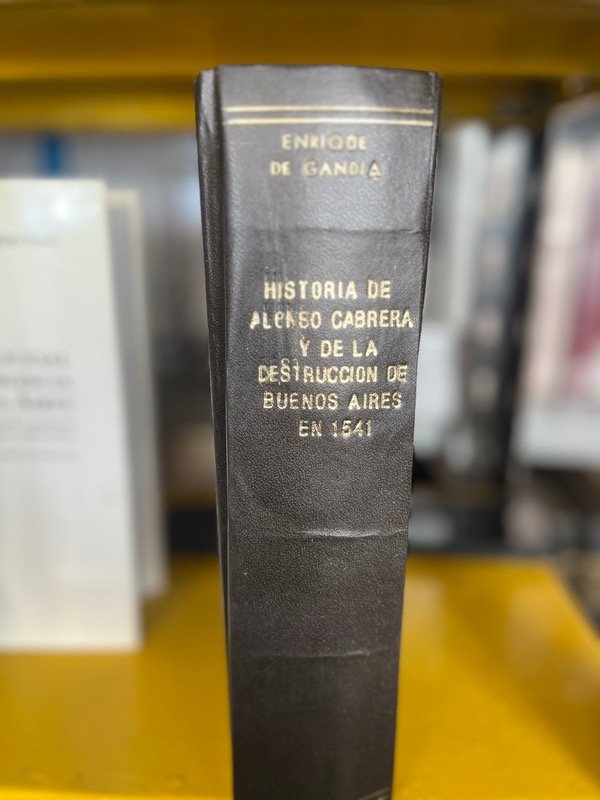 ENRIQUE
DE GANDIA
HISTORIA DE
ALONSO CABRERA
Y DE LA
DESTRUCCION DE
BUENOS AIRES
EN 1541